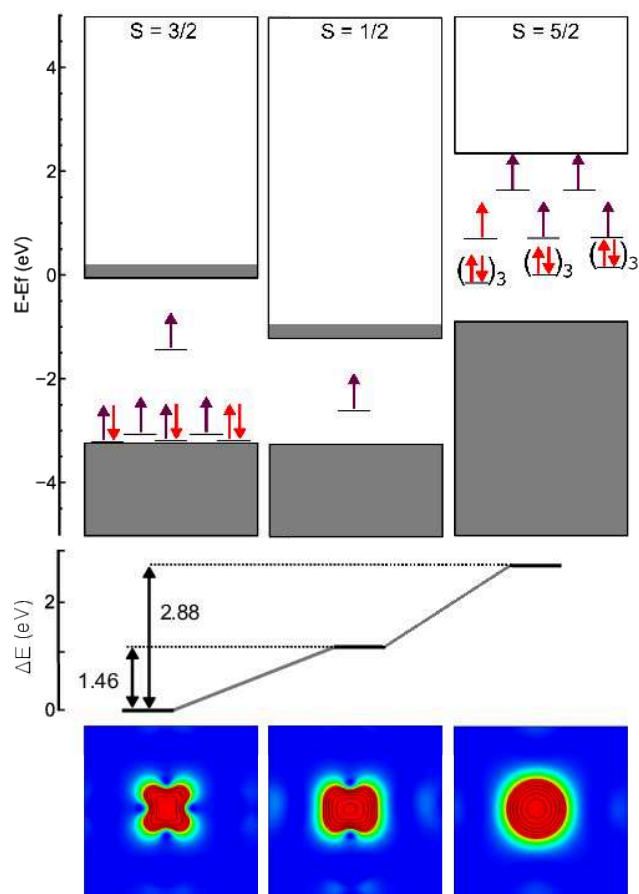 S = 3/2
S = 1/2
S = 5/2
E-Ef (eV)
4
2
0
−2
−4
( )3
( )3
( )3
ΔE (eV)
2
0
2.88
1.46